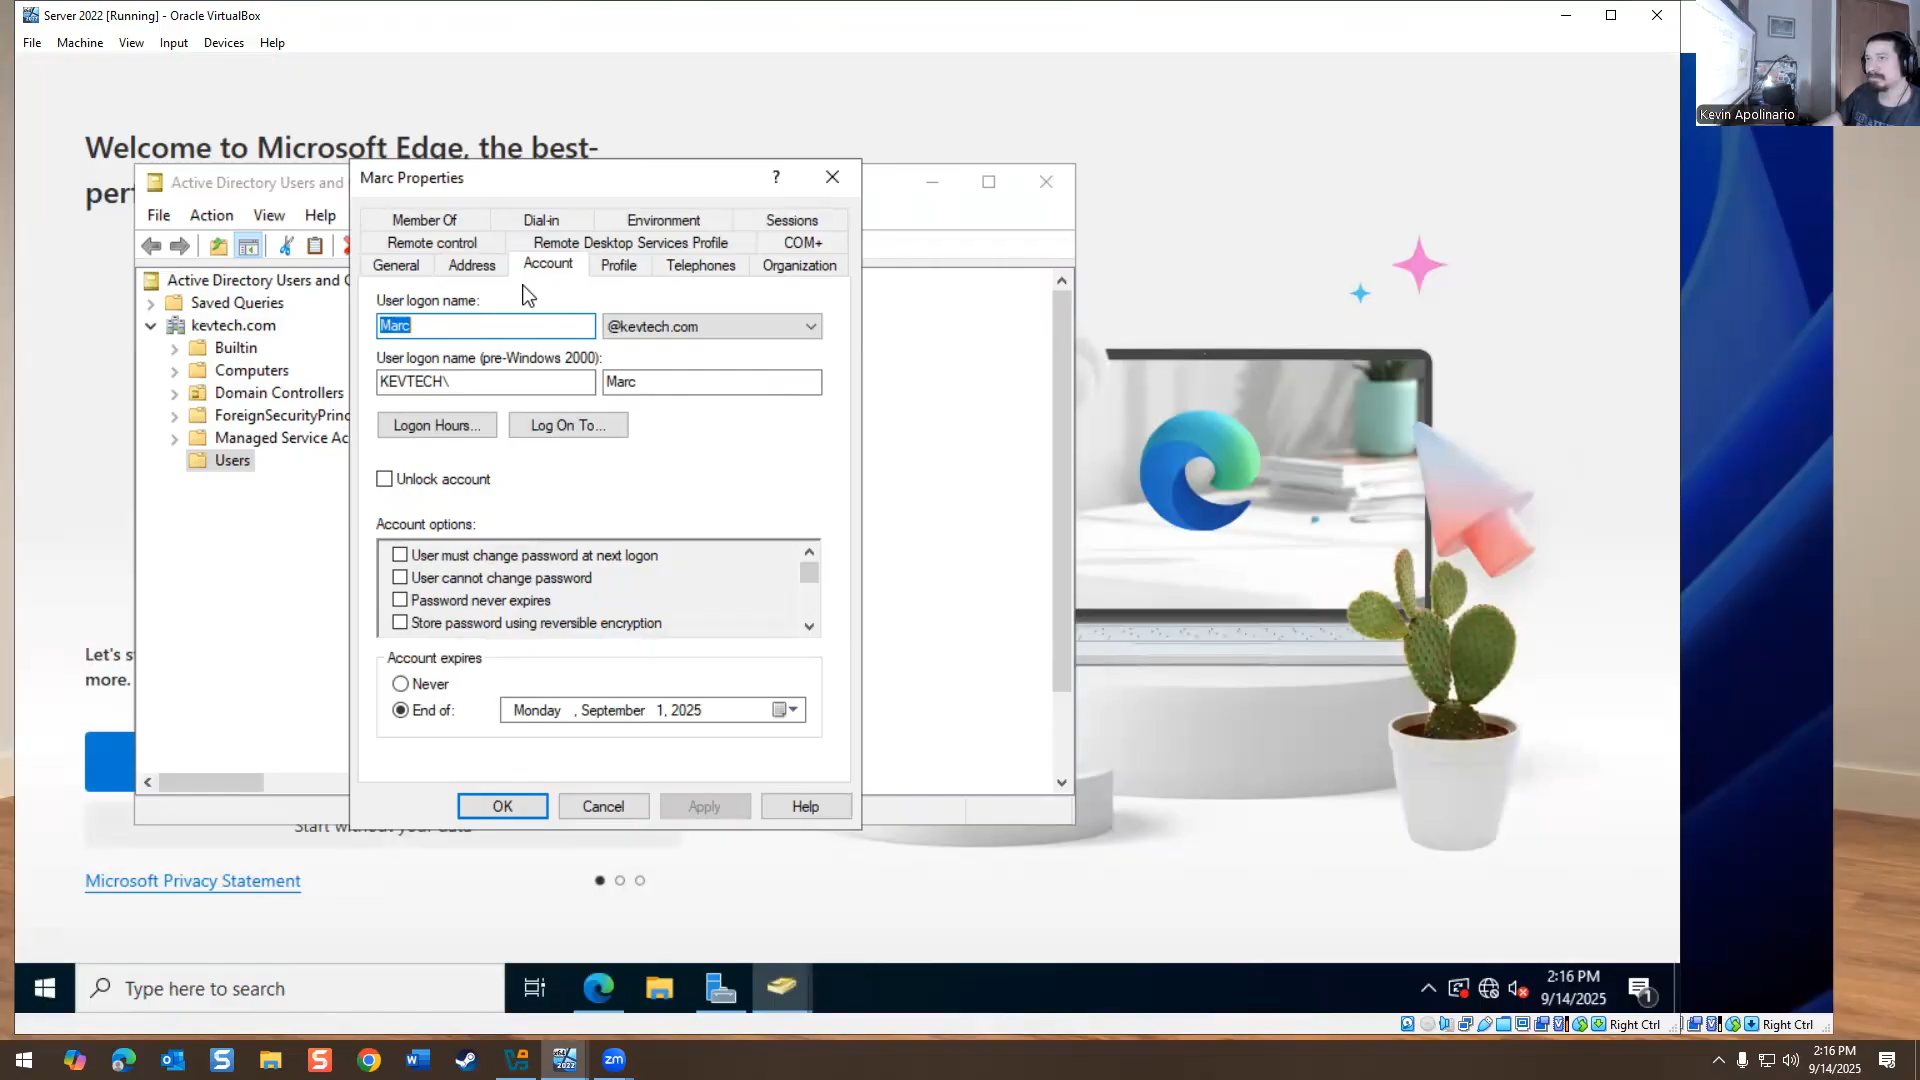 Server 2022 [Running] - Oracle VirtualBox
File Machine View Input Devices Help
Kevin Apolinario
Welcome to Microsoft Edge, the best-
Active Directory Users and
File Action View Help
Active Directory Users and C
Saved Queries
kevtech.com
Builtin
Computers
Domain Controllers
ForeignSecurityPrinc
Managed Service Ac
Users
Marc Properties
?
Member Of Dial-in Environment Sessions
Remote control Remote Desktop Services Profile COM+
General Address Account Profile Telephones Organization
User logon name:
Marc @kevtech.com
User logon name (pre-Windows 2000):
KEVTECH\ Marc
Logon Hours... Log On To...
Unlock account
Account options:
User must change password at next logon
User cannot change password
Password never expires
Store password using reversible encryption
Account expires
Never
End of: Monday , September 1, 2025
OK Cancel Apply Help
Let's s
more.
Start without your data
Microsoft Privacy Statement
Type here to search
2:16 PM
9/14/2025
1
Right Ctrl
Right Ctrl
2:16 PM
9/14/2025